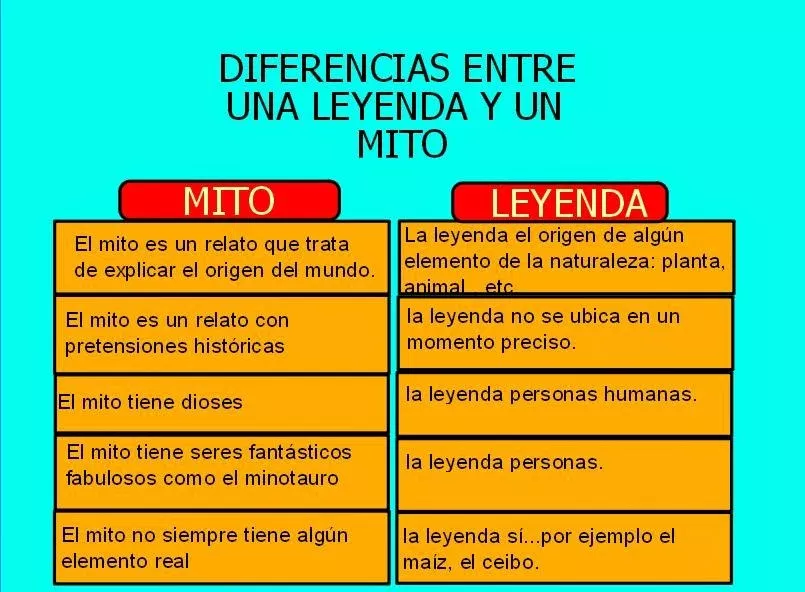 DIFERENCIAS ENTRE
UNA LEYENDA Y UN
MITO
MITO
LEYENDA
El mito es un relato que trata
de explicar el origen del mundo.
La leyenda el origen de algún
elemento de la naturaleza: planta,
animal , etc
El mito es un relato con
pretensiones históricas
la leyenda no se ubica en un
momento preciso.
El mito tiene dioses
la leyenda personas humanas.
El mito tiene seres fantásticos
fabulosos como el minotauro
la leyenda personas.
El mito no siempre tiene algún
elemento real
la leyenda sí...por ejemplo el
maíz, el ceibo.